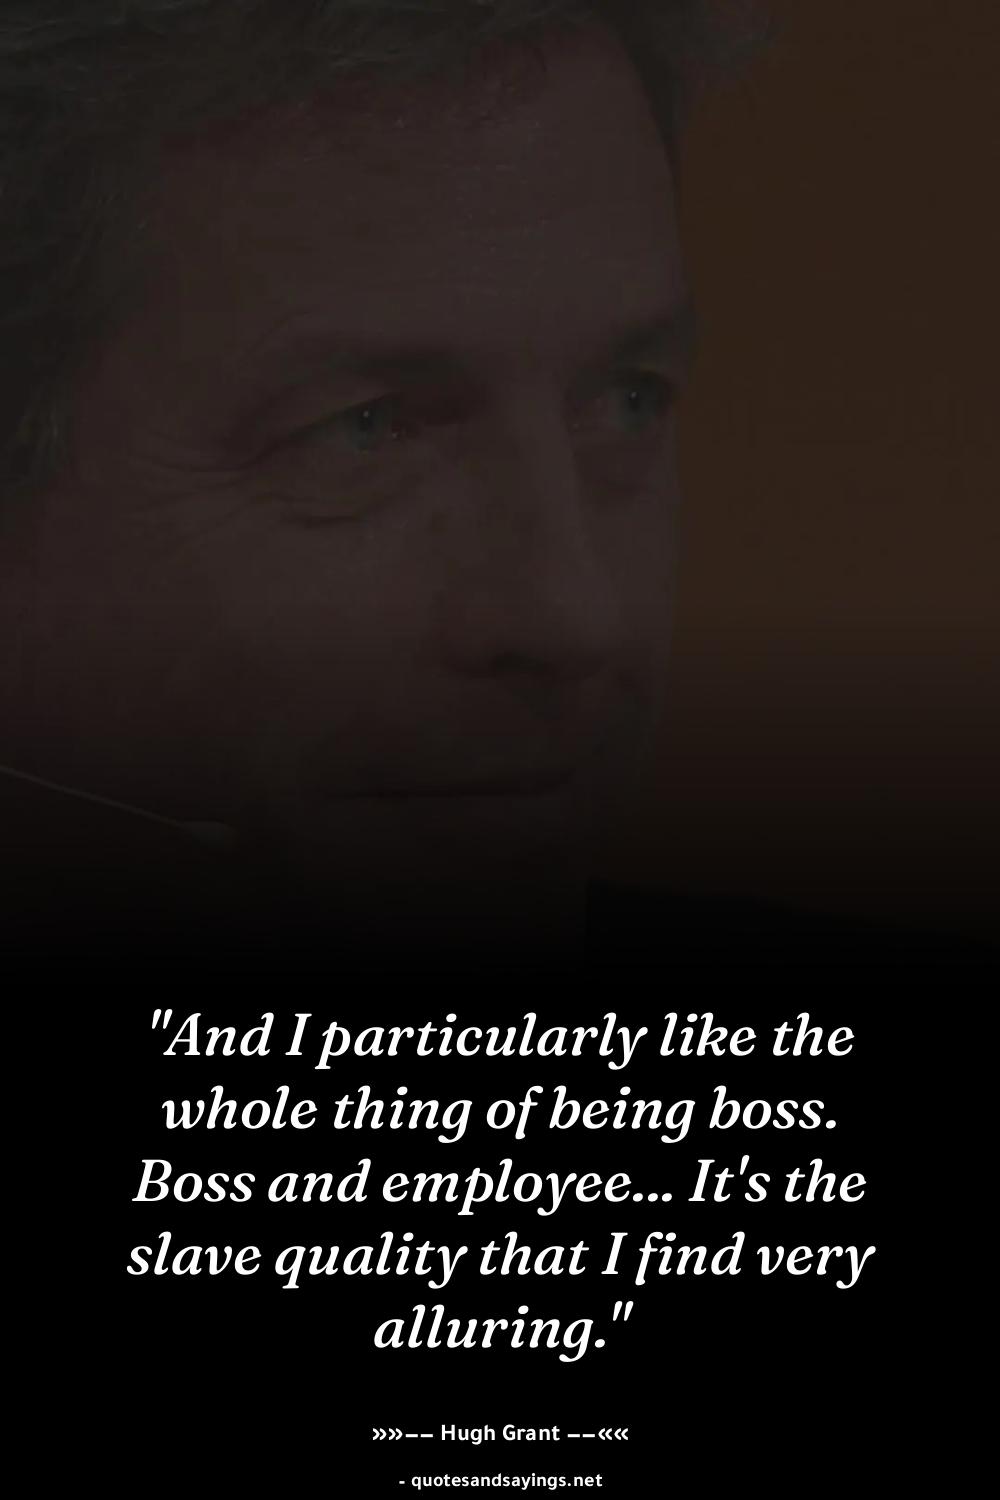 "And I particularly like the
whole thing of being boss.
Boss and employee... It's the
slave quality that I find very
alluring."
»»−− Hugh Grant −−««
- quotesandsayings.net